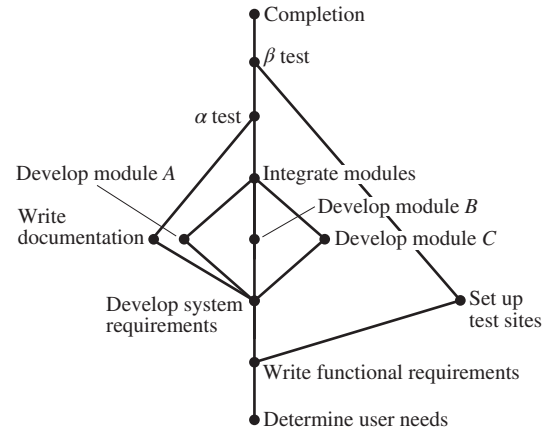 Completion
β test
α test
Develop module A
Integrate modules
Develop module B
Write
documentation
Develop module C
Develop system
requirements
Set up
test sites
Write functional requirements
Determine user needs